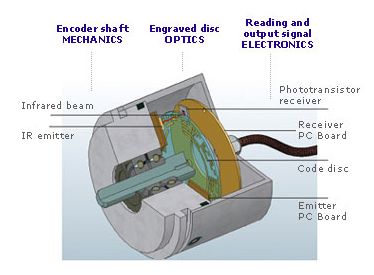 Encoder shaft
MECHANICS
Engraved disc
OPTICS
Reading and
output signal
ELECTRONICS
Infrared beam
IR emitter
Phototransistor
receiver
Receiver
PC Board
Code disc
Emitter
PC Board